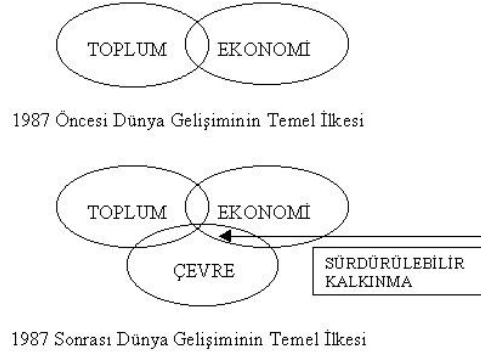 TOPLUM EKONOMİ
1987 Öncesi Dünya Gelişiminin Temel İlkesi
TOPLUM EKONOMİ
ÇEVRE
SÜRDÜRÜLEBİLİR
KALKINMA
1987 Sonrası Dünya Gelişiminin Temel İlkesi